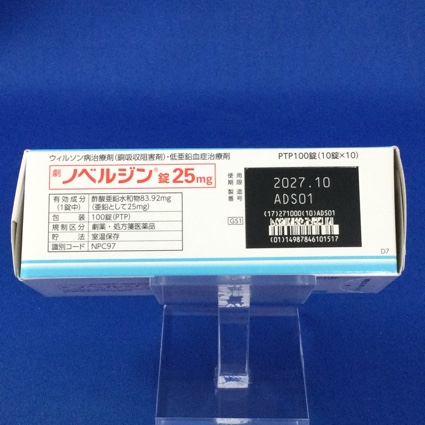 ウィルソン病治療剤(銅吸収阻害剤)・低亜鉛血症治療剤
PTP100錠(10錠×10)
劇 ノベルジン®錠25mg
有効成分(1錠中) 酢酸亜鉛水和物83.92mg(亜鉛として25mg)
包装 100錠(PTP)
規制区分 劇薬・処方箋医薬品
貯法 室温保存
識別コード NPC97
使用期限 2027.10
製造番号 ADS01
GS1
(17)271000(10)ADS01
(01)14987846101517
D7